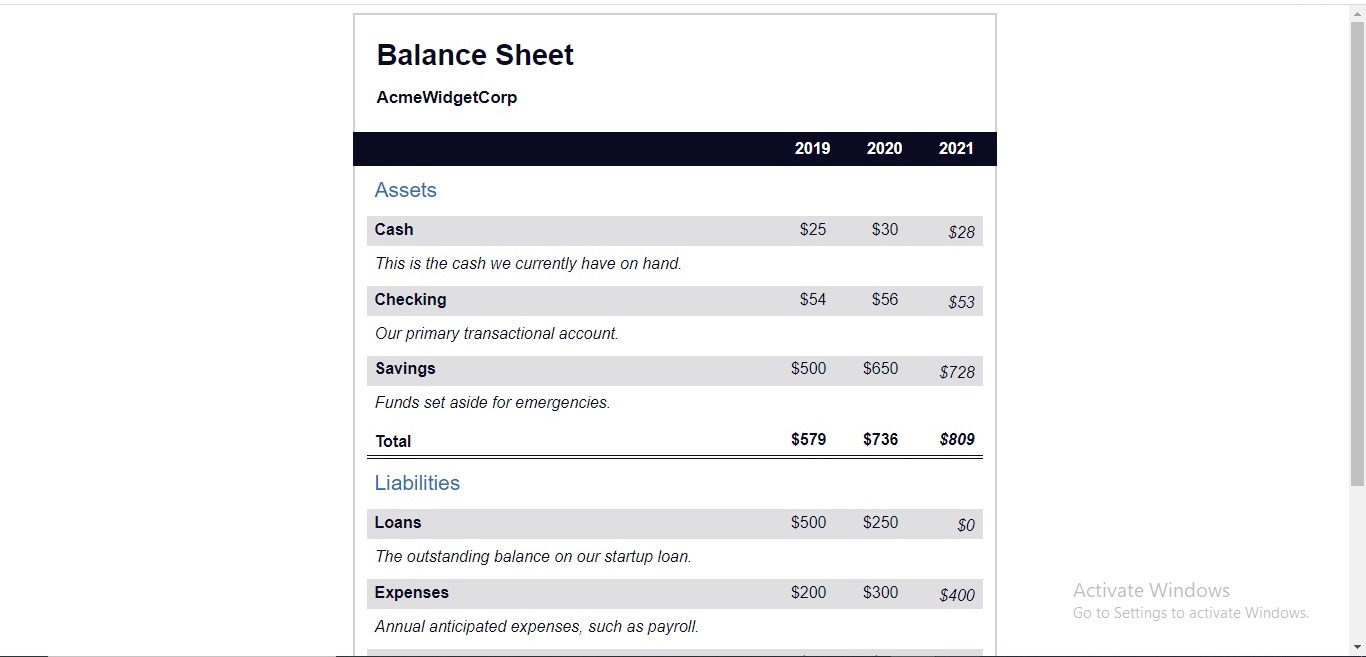 Balance Sheet
AcmeWidgetCorp
2019 2020 2021
Assets
Cash $25 $30 $28
This is the cash we currently have on hand.
Checking $54 $56 $53
Our primary transactional account.
Savings $500 $650 $728
Funds set aside for emergencies.
Total $579 $736 $809
Liabilities
Loans $500 $250 $0
The outstanding balance on our startup loan.
Expenses $200 $300 $400
Annual anticipated expenses, such as payroll.
Activate Windows
Go to Settings to activate Windows.